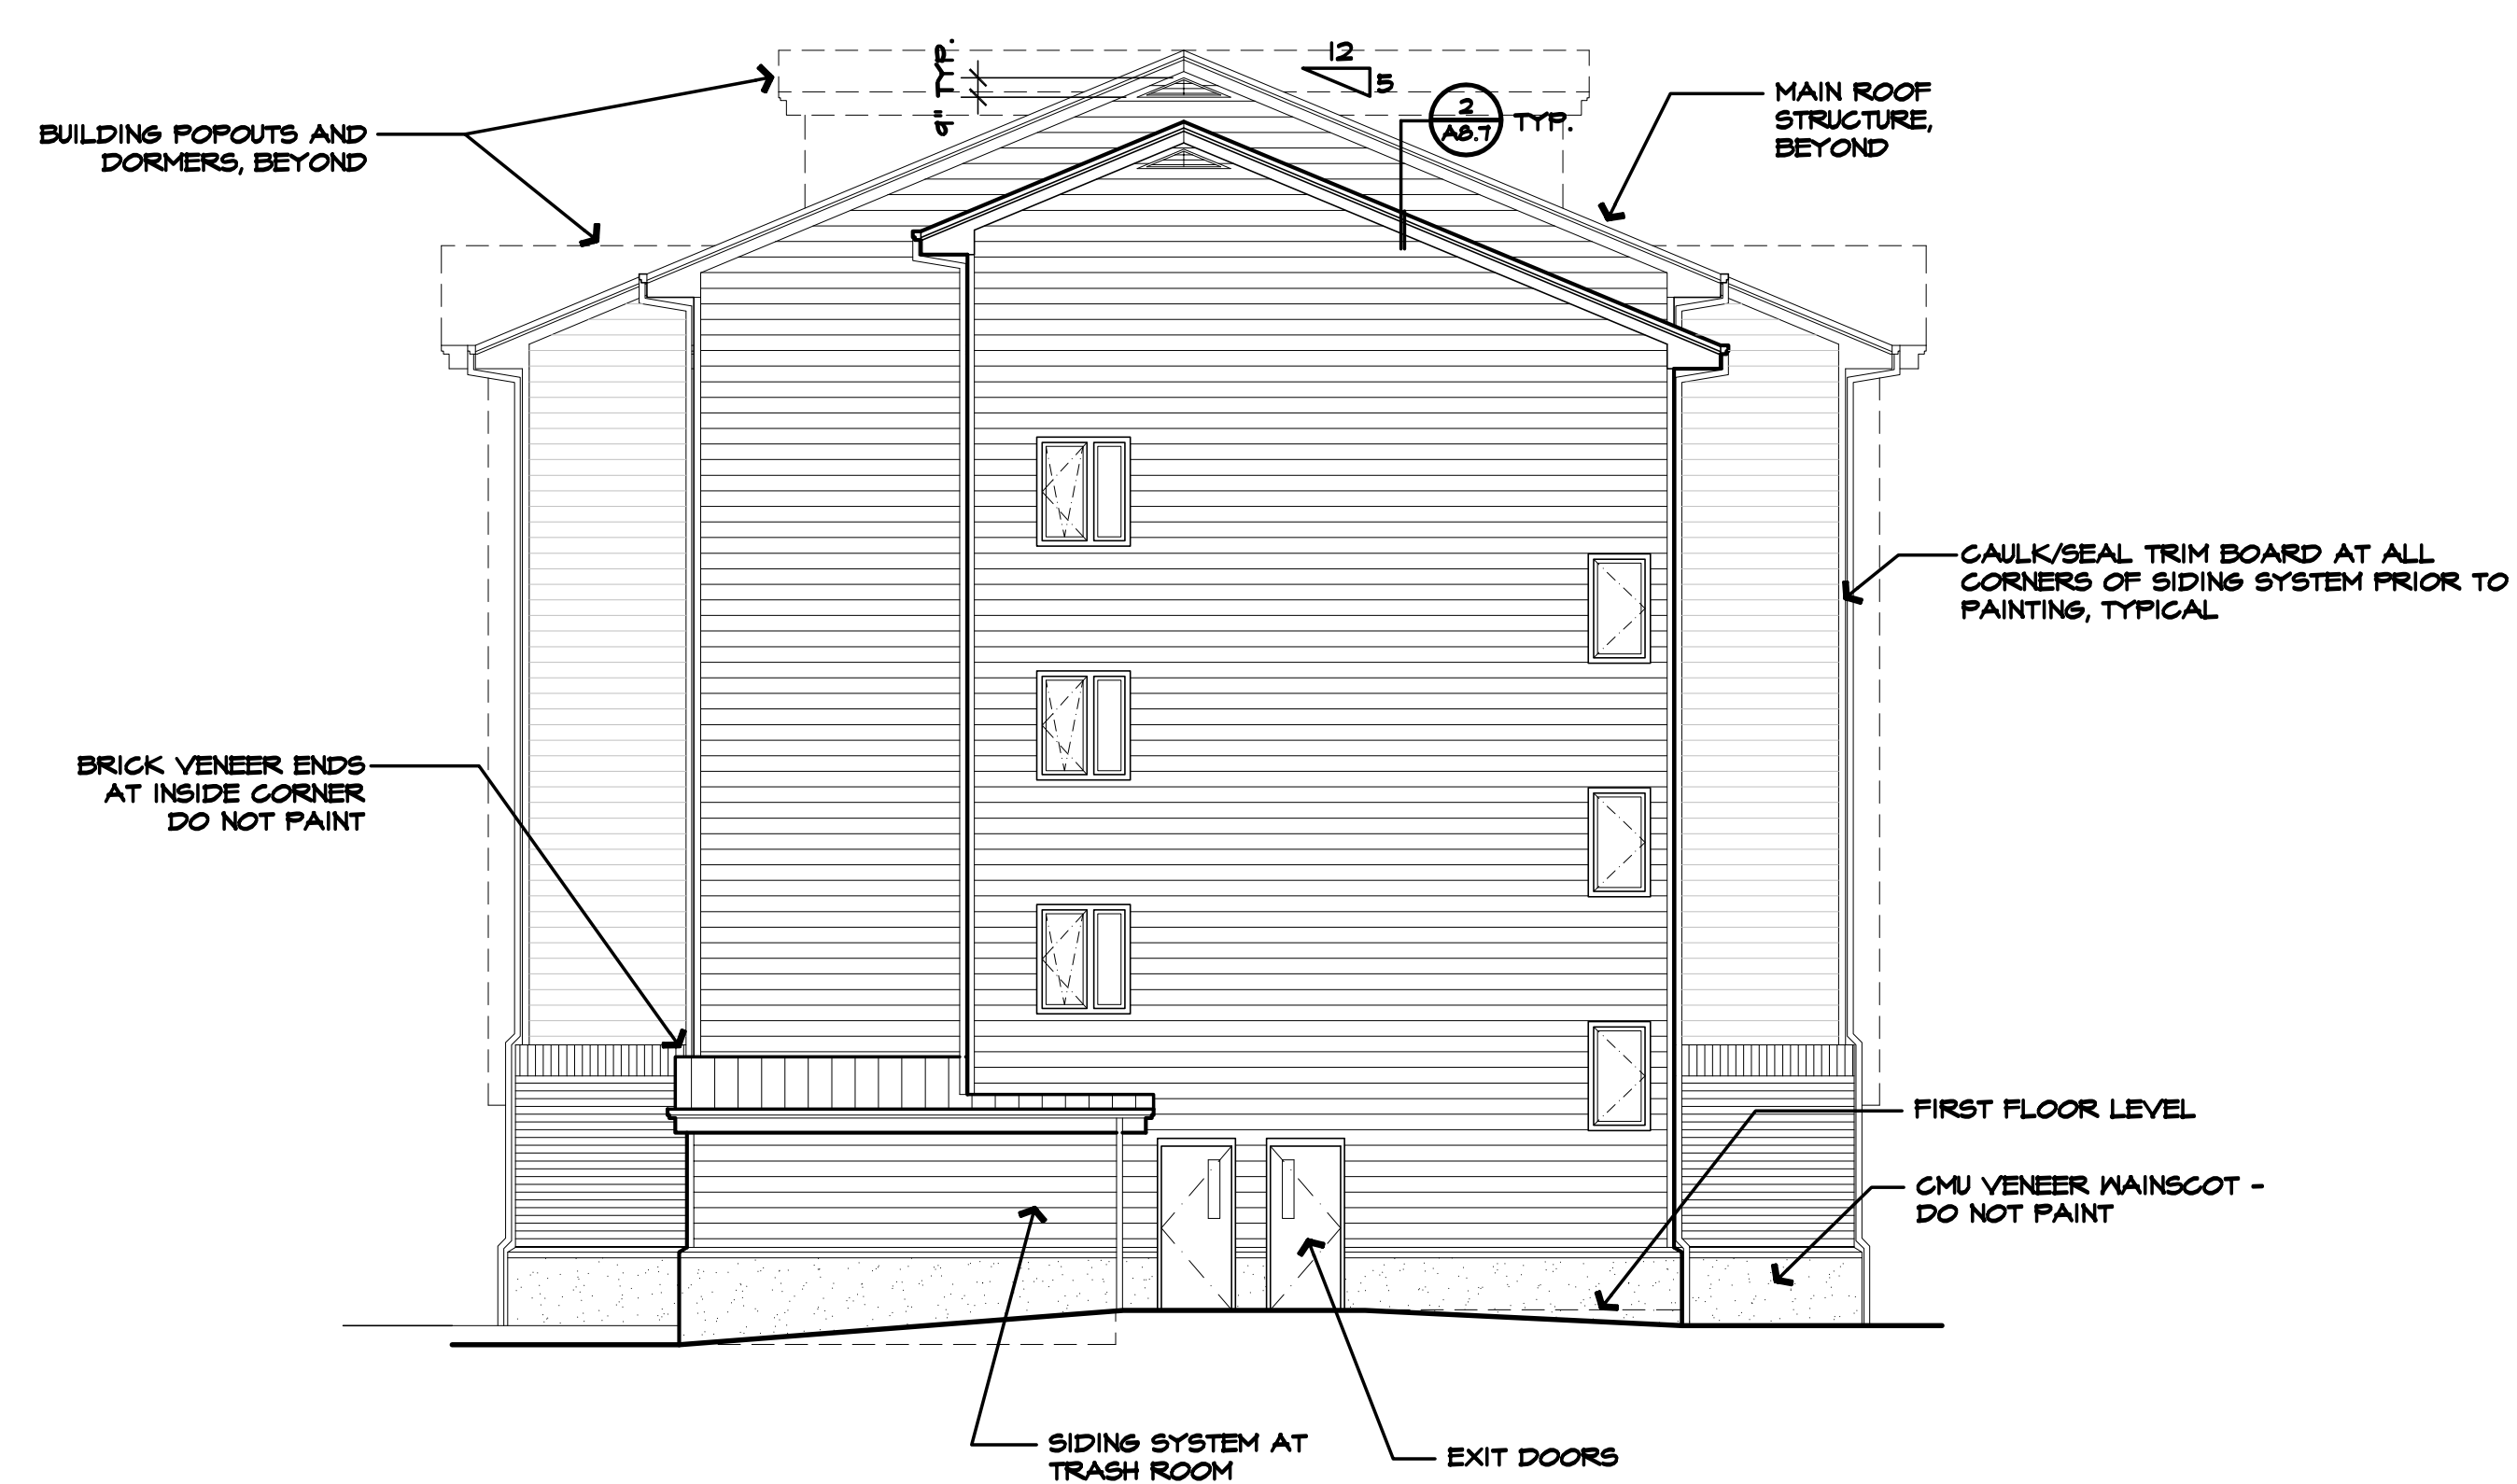 9" TYP.
12
5
2
A8.7
TYP.
MAIN ROOF
STRUCTURE,
BEYOND
BUILDING POPOUTS AND
DORMERS, BEYOND
CAULK/SEAL TRIM BOARD AT ALL
CORNERS OF SIDING SYSTEM PRIOR TO
PAINTING, TYPICAL
BRICK VENEER ENDS
AT INSIDE CORNER
DO NOT PAINT
FIRST FLOOR LEVEL
CMU VENEER WAINSCOT -
DO NOT PAINT
SIDING SYSTEM AT
TRASH ROOM
EXIT DOORS